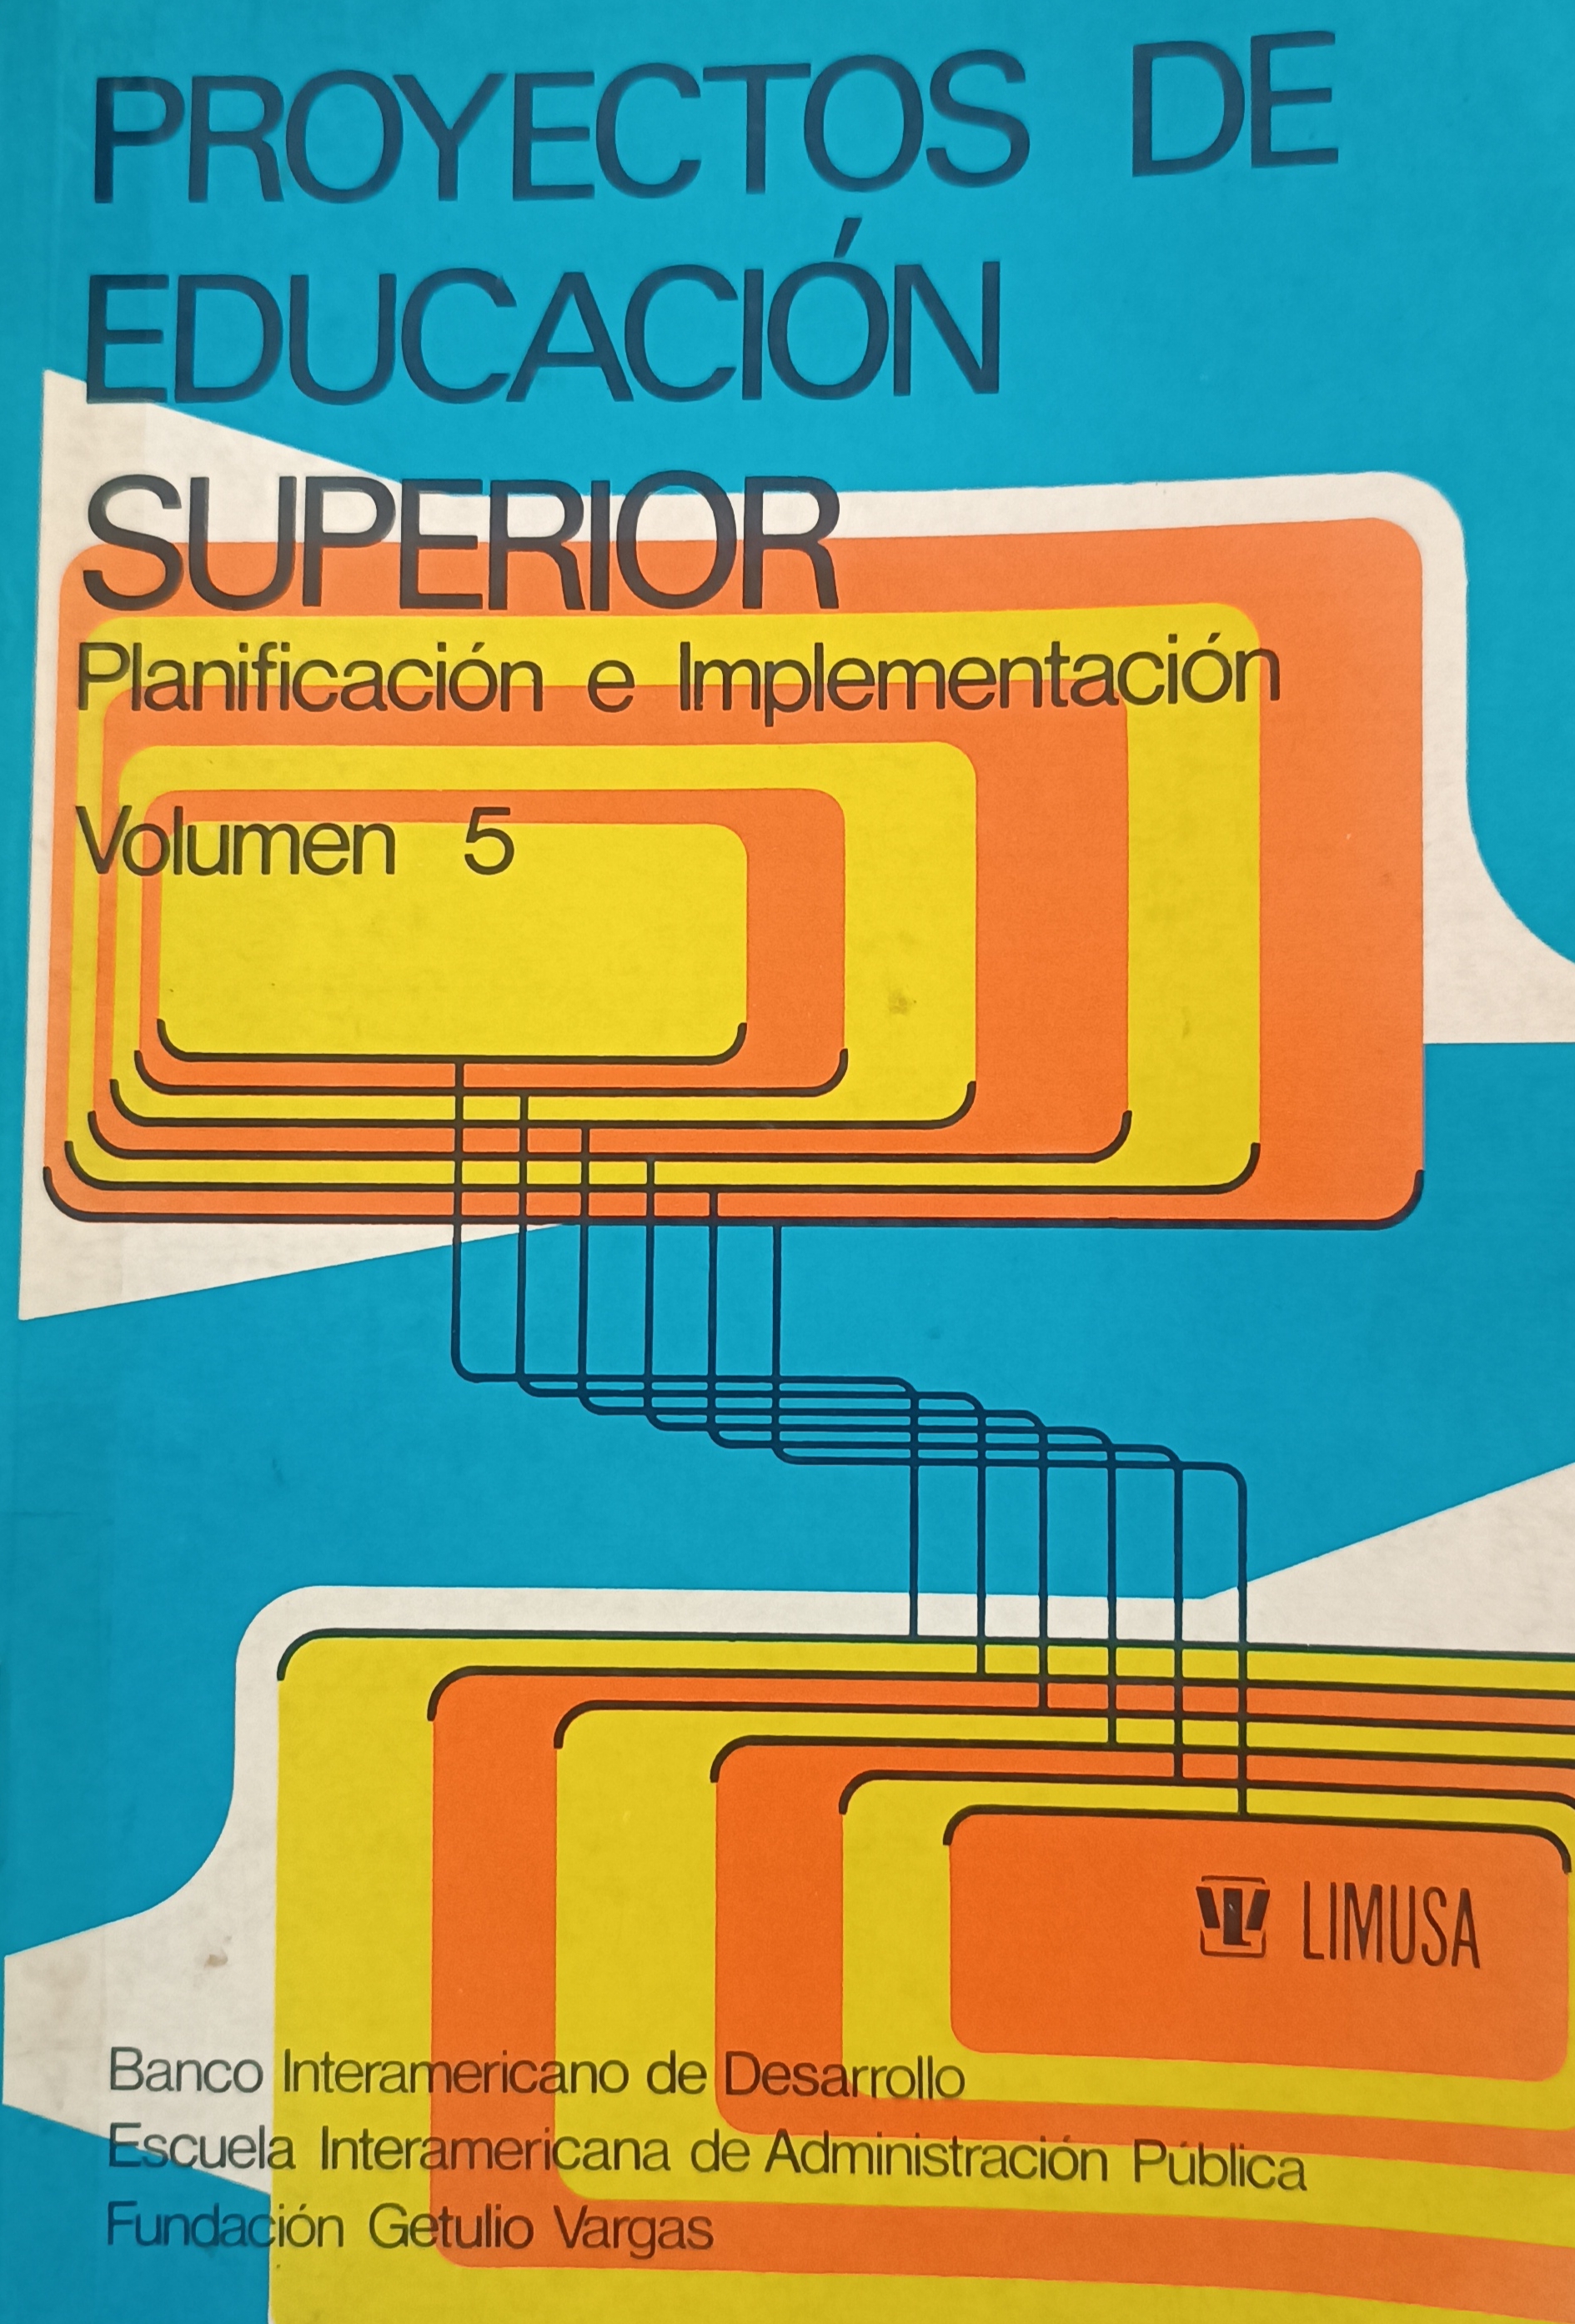 PROYECTOS DE
EDUCACIÓN
SUPERIOR
Planificación e Implementación
Volumen 5
LIMUSA
Banco Interamericano de Desarrollo
Escuela Interamericana de Administración Pública
Fundación Getulio Vargas